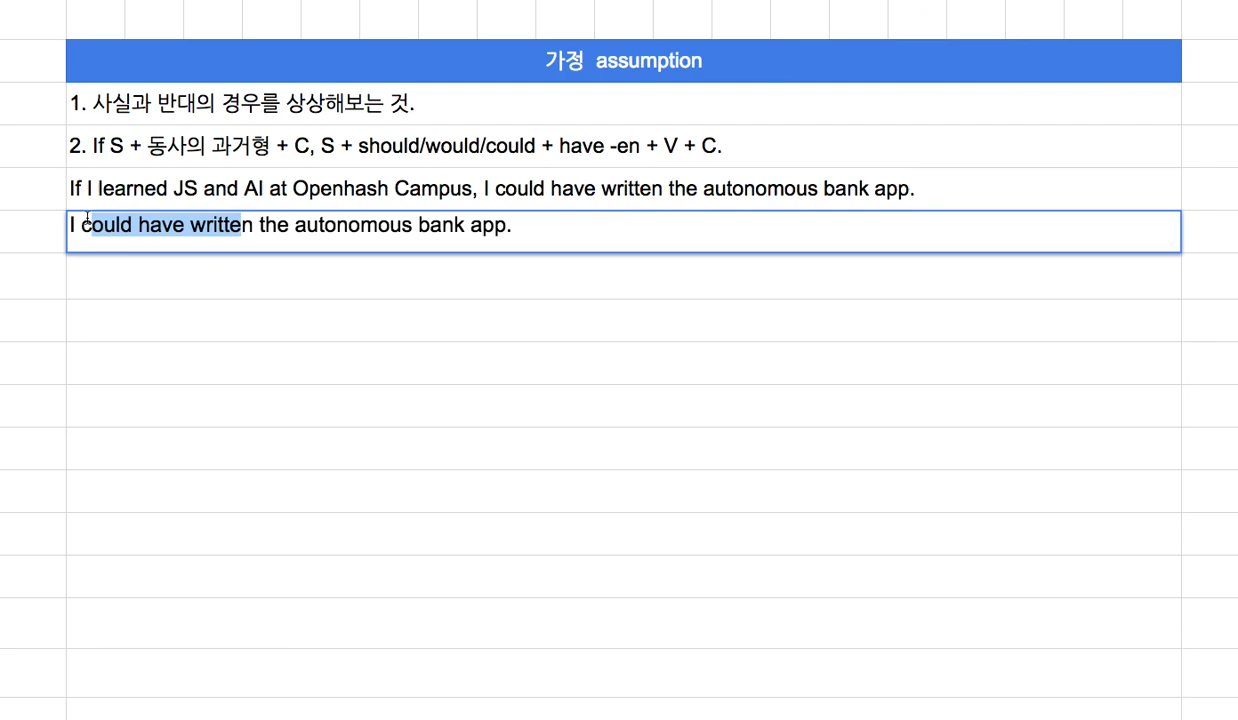 가정 assumption
1. 사실과 반대의 경우를 상상해보는 것.
2. If S + 동사의 과거형 + C, S + should/would/could + have -en + V + C.
If I learned JS and AI at Openhash Campus, I could have written the autonomous bank app.
I could have written the autonomous bank app.